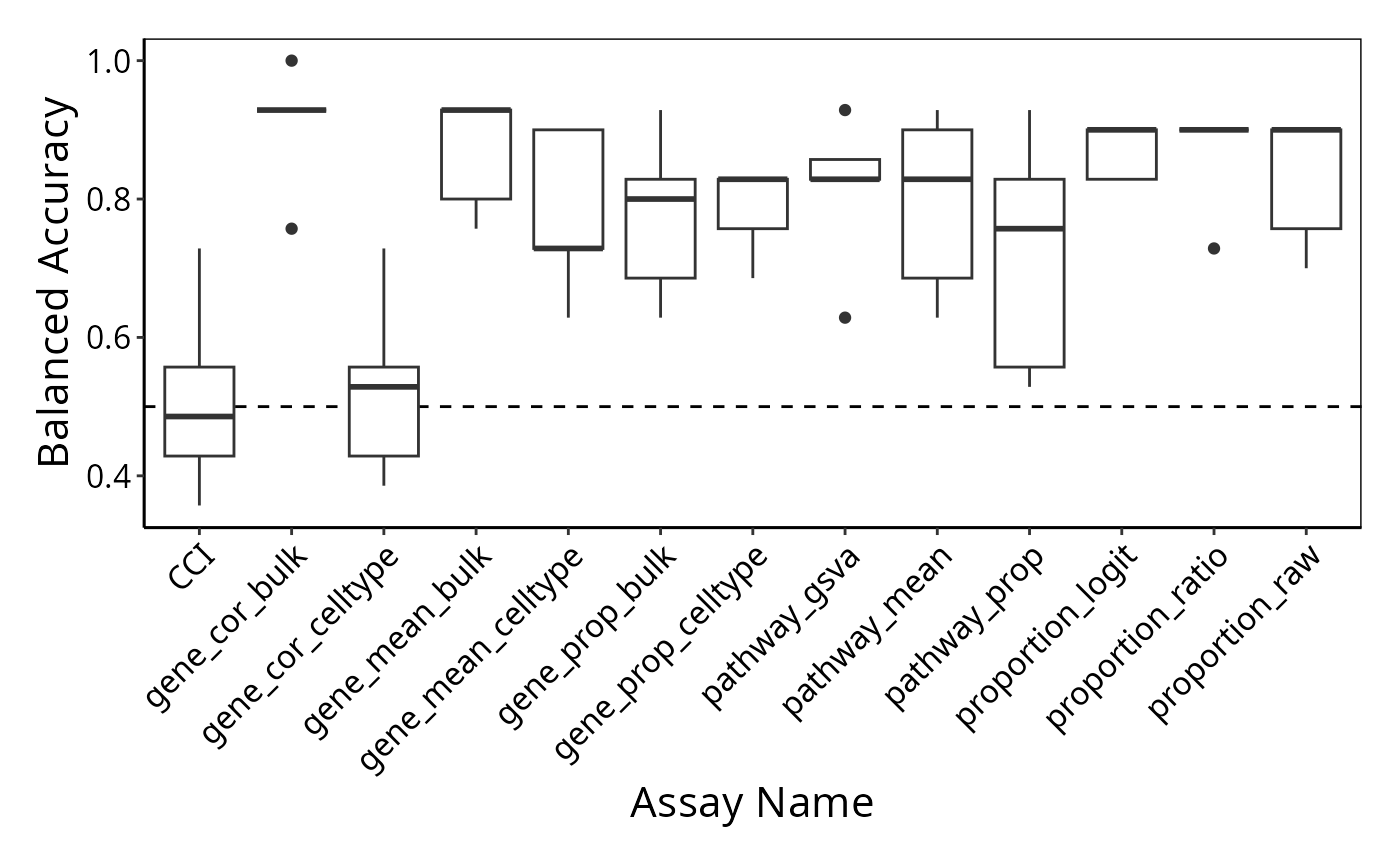 Balanced Accuracy
1.0
0.8
0.6
0.4
CCI
gene_cor_bulk
gene_cor_celltype
gene_mean_bulk
gene_mean_celltype
gene_prop_bulk
gene_prop_celltype
pathway_gsva
pathway_mean
pathway_prop
proportion_logit
proportion_ratio
proportion_raw
Assay Name